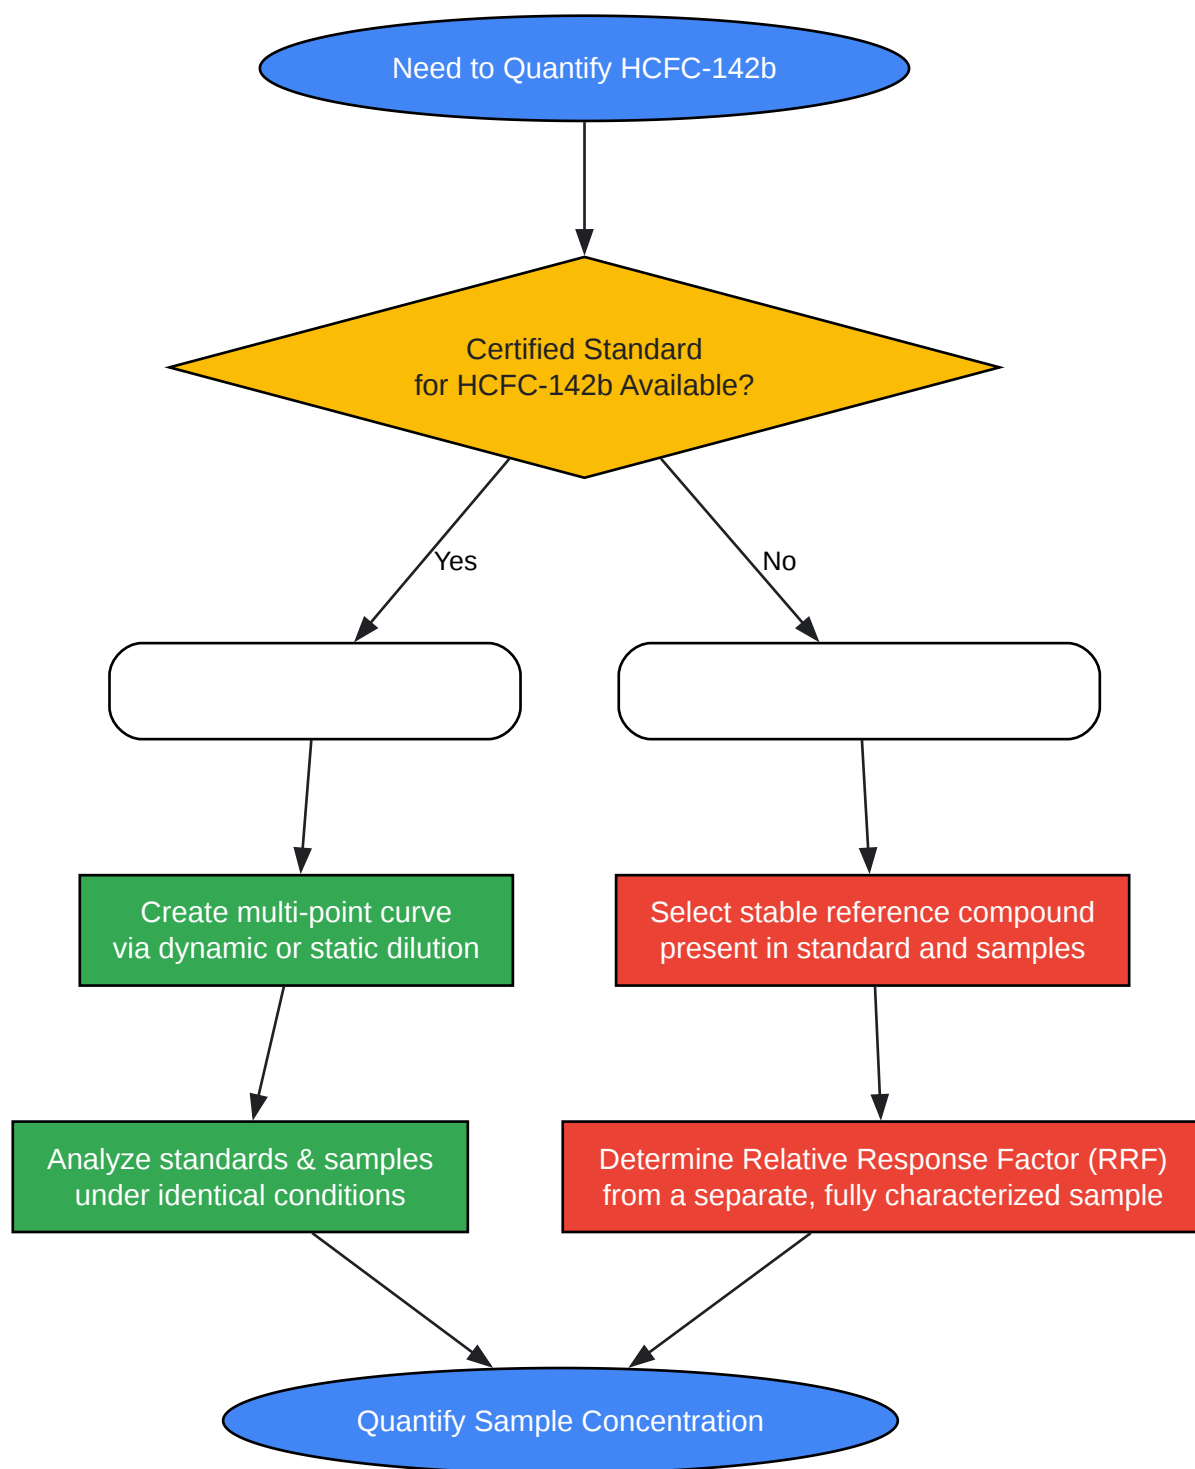 Need to Quantify HCFC-142b
Certified Standard
for HCFC-142b Available?
Yes
No
Create multi-point curve
via dynamic or static dilution
Select stable reference compound
present in standard and samples
Analyze standards & samples
under identical conditions
Determine Relative Response Factor (RRF)
from a separate, fully characterized sample
Quantify Sample Concentration